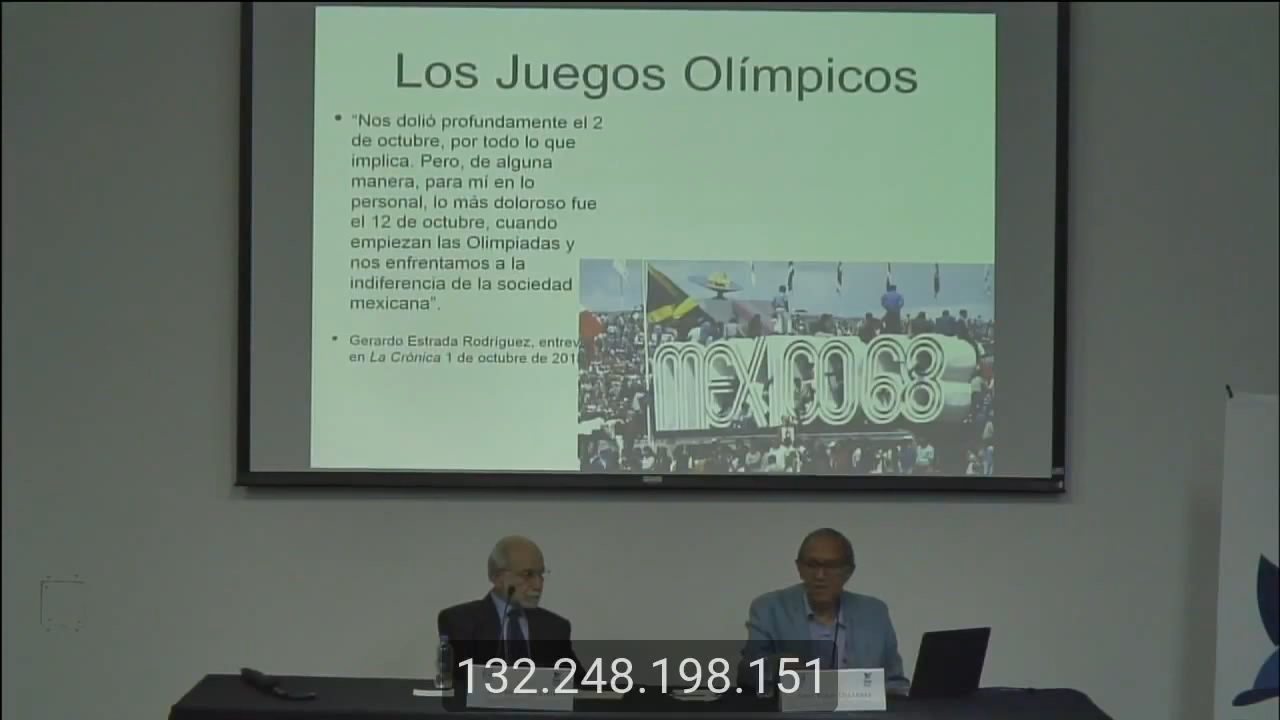 Los Juegos Olímpicos
• “Nos dolió profundamente el 2
de octubre, por todo lo que
implica. Pero, de alguna
manera, para mí en lo
personal, lo más doloroso fue
el 12 de octubre, cuando
empiezan las Olimpiadas y
nos enfrentamos a la
indiferencia de la sociedad
mexicana”.
• Gerardo Estrada Rodríguez, entrev
en La Crónica 1 de octubre de
MEXICO68
132.248.198.151